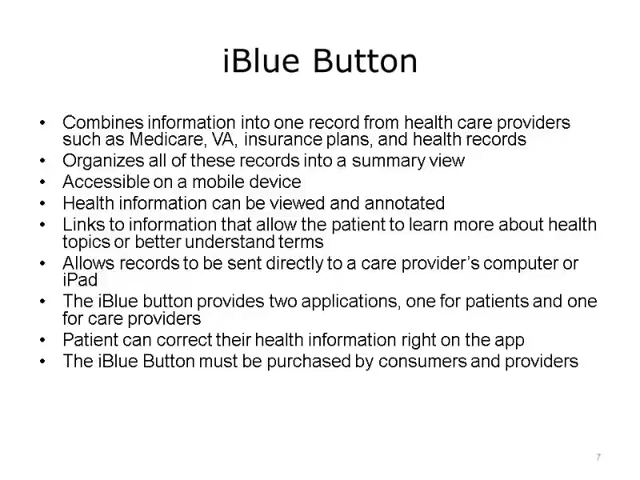 iBlue Button
• Combines information into one record from health care providers
such as Medicare, VA, insurance plans, and health records
• Organizes all of these records into a summary view
• Accessible on a mobile device
• Health information can be viewed and annotated
• Links to information that allow the patient to learn more about health
topics or better understand terms
• Allows records to be sent directly to a care provider's computer or
iPad
• The iBlue button provides two applications, one for patients and one
for care providers
• Patient can correct their health information right on the app
• The iBlue Button must be purchased by consumers and providers
7